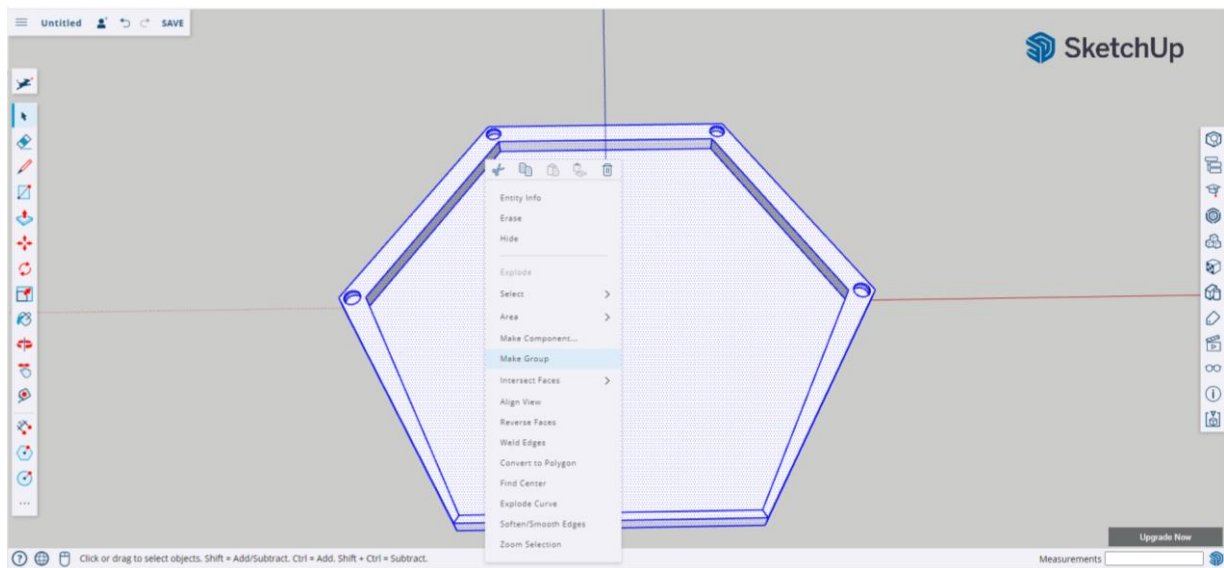 Untitled
SAVE
SketchUp
Entity Info
Erase
Hide
Explode
Select
Area
Make Component...
Make Group
Intersect Faces
Align View
Reverse Faces
Weld Edges
Convert to Polygon
Find Center
Explode Curve
Soften/Smooth Edges
Zoom Selection
Upgrade Now
Click or drag to select objects. Shift = Add/Subtract. Ctrl = Add. Shift + Ctrl = Subtract.
Measurements